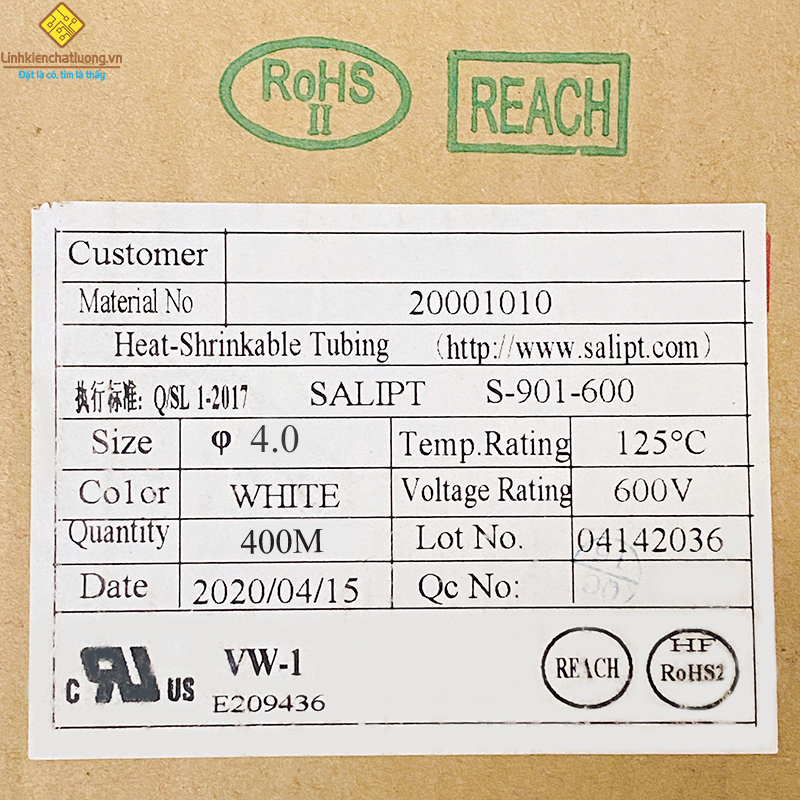 Linhkienchatluong.vn
Đặt là có, tìm là thấy
RoHS
II
REACH
Customer
Material No 20001010
Heat-Shrinkable Tubing (http://www.salipt.com)
执行标准: Q/SL 1-2017 SALIPT S-901-600
Size φ 4.0 Temp.Rating 125°C
Color WHITE Voltage Rating 600V
Quantity 400M Lot No. 04142036
Date 2020/04/15 Qc No:
c RU US VW-1
E209436
REACH
HF
RoHS2